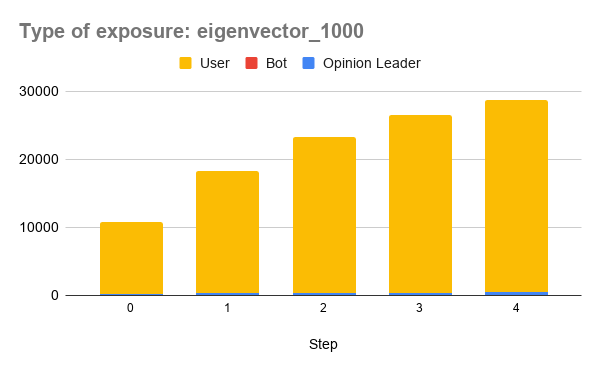 Type of exposure: eigenvector_1000
User Bot Opinion Leader
30000
20000
10000
0
0 1 2 3 4
Step